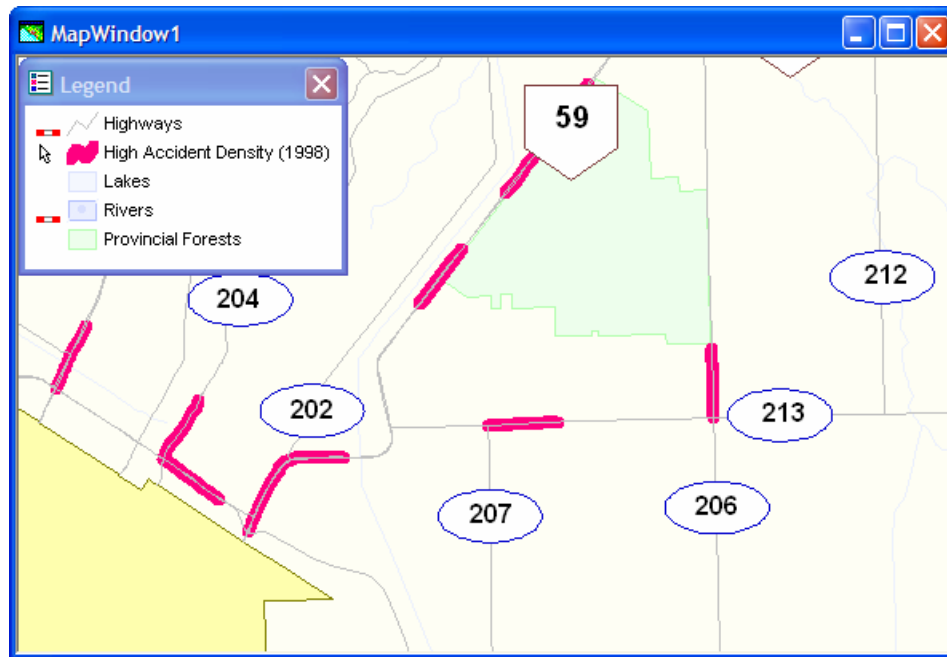 MapWindow1
Legend
Highways
High Accident Density (1998)
Lakes
Rivers
Provincial Forests
59
204
212
202
213
207
206